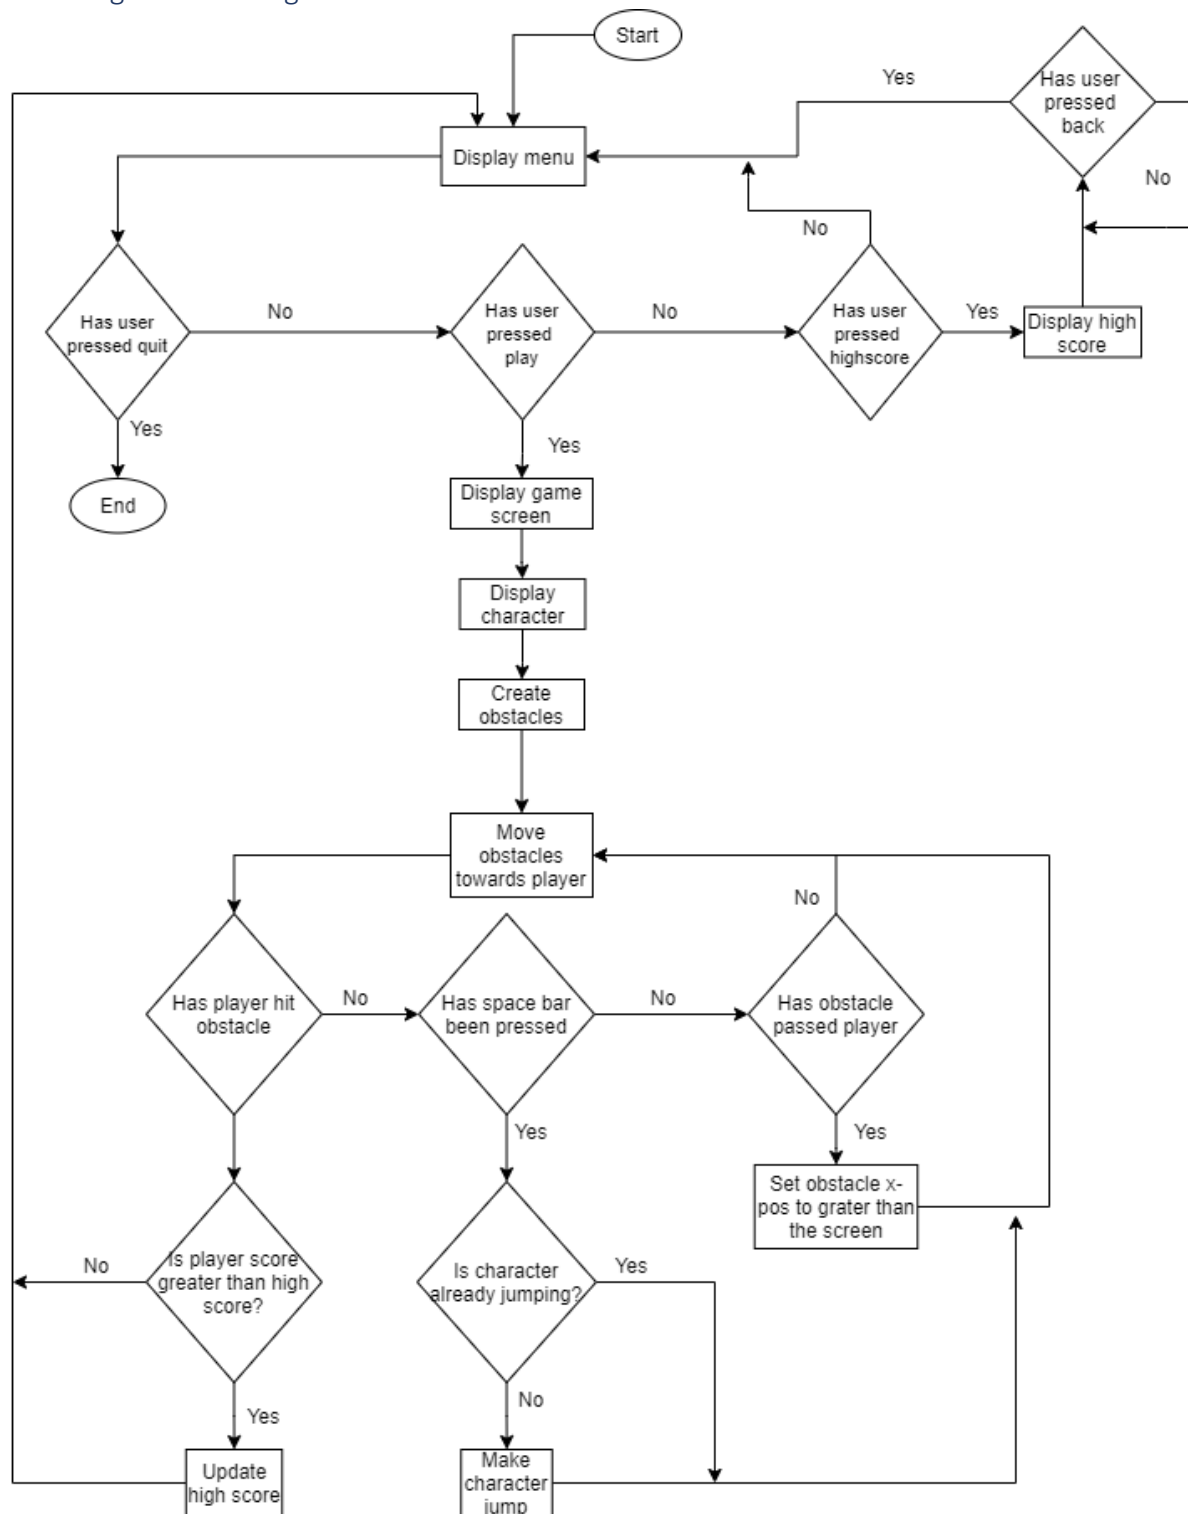 Start
Yes
Has user
pressed
back
Display menu
No
No
Has user
pressed quit
No
Has user
pressed
play
No
Has user
pressed
highscore
Yes
Display high
score
Yes
End
Yes
Display game
screen
Display
character
Create
obstacles
Move
obstacles
towards player
No
Has player hit
obstacle
No
Has space bar
been pressed
No
Has obstacle
passed player
Yes
Yes
Set obstacle x-
pos to grater than
the screen
No
Is player score
greater than high
score?
Is character
already jumping?
Yes
No
Yes
Update
high score
Make
character
jump